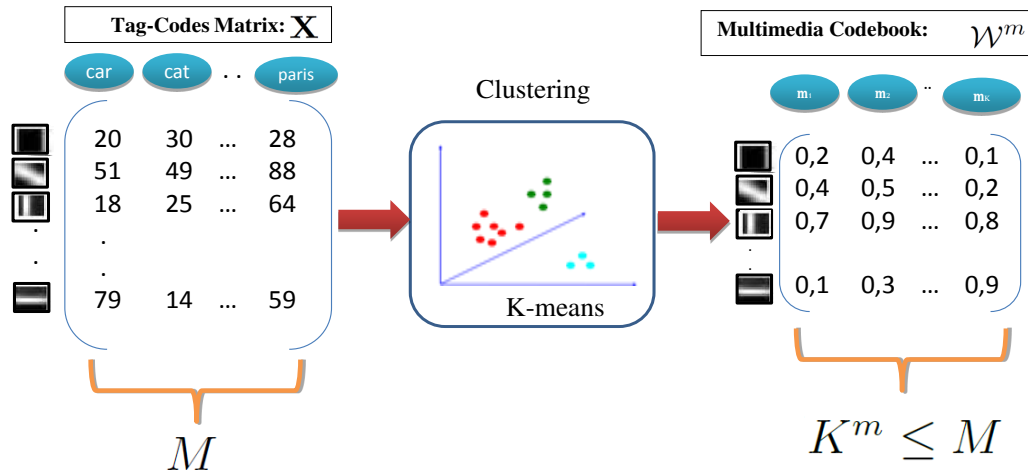 Tag-Codes Matrix: X
car cat . . paris
20 30 ... 28
51 49 ... 88
18 25 ... 64
.
.
79 14 ... 59
M
Clustering
K-means
Multimedia Codebook: 𝒲^m
m₁ m₂ .. m_K
0,2 0,4 ... 0,1
0,4 0,5 ... 0,2
0,7 0,9 ... 0,8
.
.
0,1 0,3 ... 0,9
K^m ≤ M